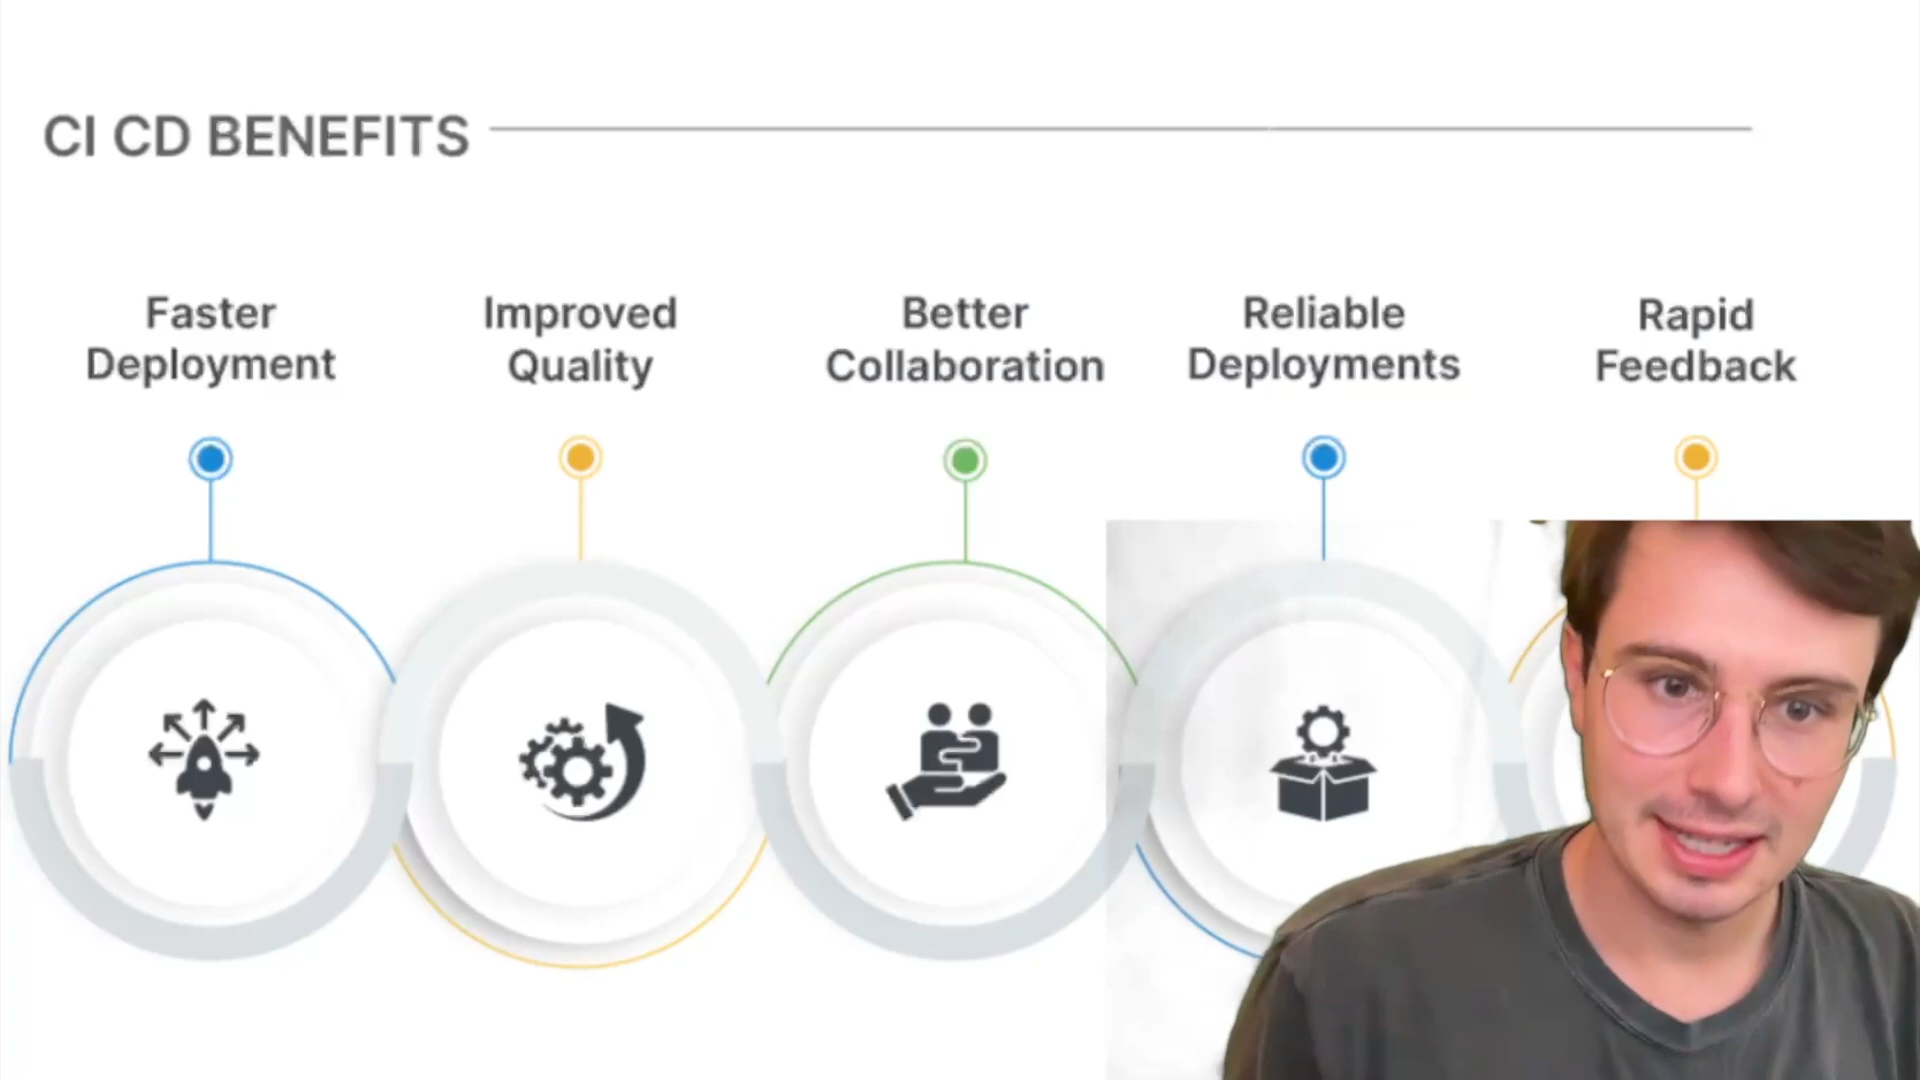 CI CD BENEFITS
Faster
Deployment
Improved
Quality
Better
Collaboration
Reliable
Deployments
Rapid
Feedback